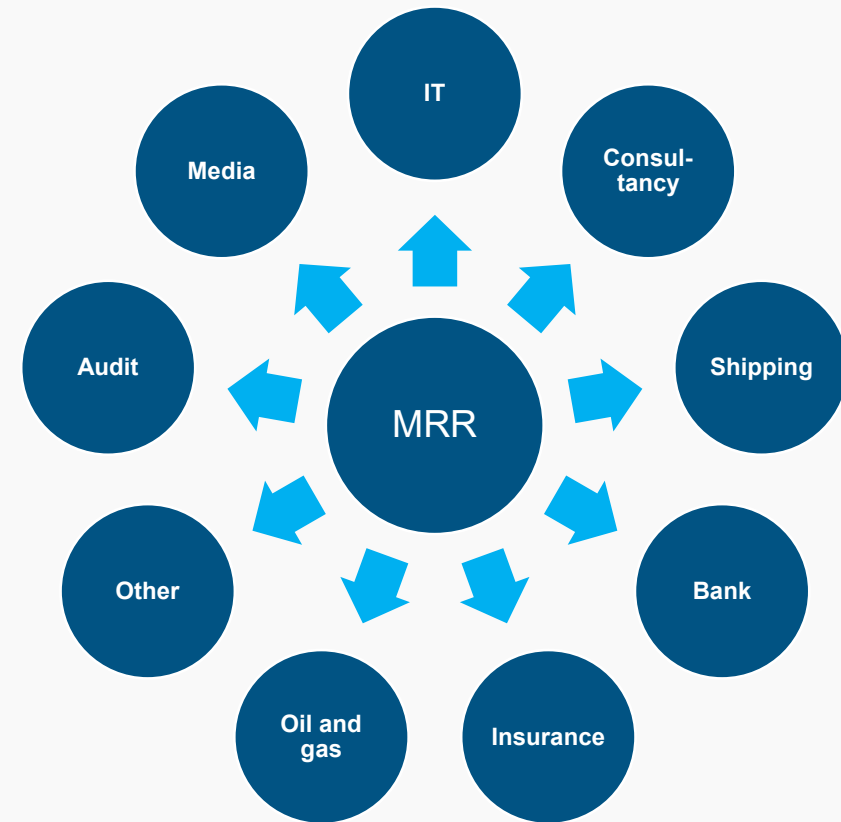 IT
Consul-
tancy
Media
Shipping
Audit
MRR
Bank
Other
Oil and
gas
Insurance